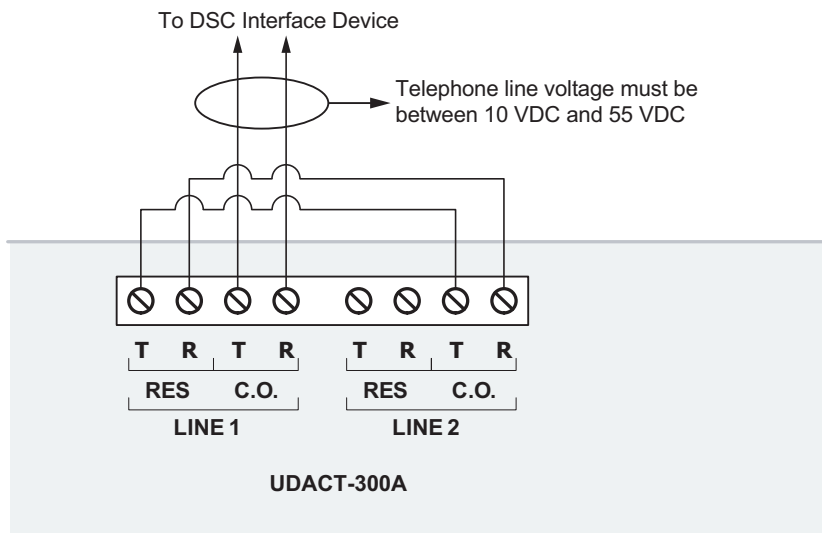 To DSC Interface Device
Telephone line voltage must be
between 10 VDC and 55 VDC
T R T R T R T R
RES C.O. RES C.O.
LINE 1 LINE 2
UDACT-300A